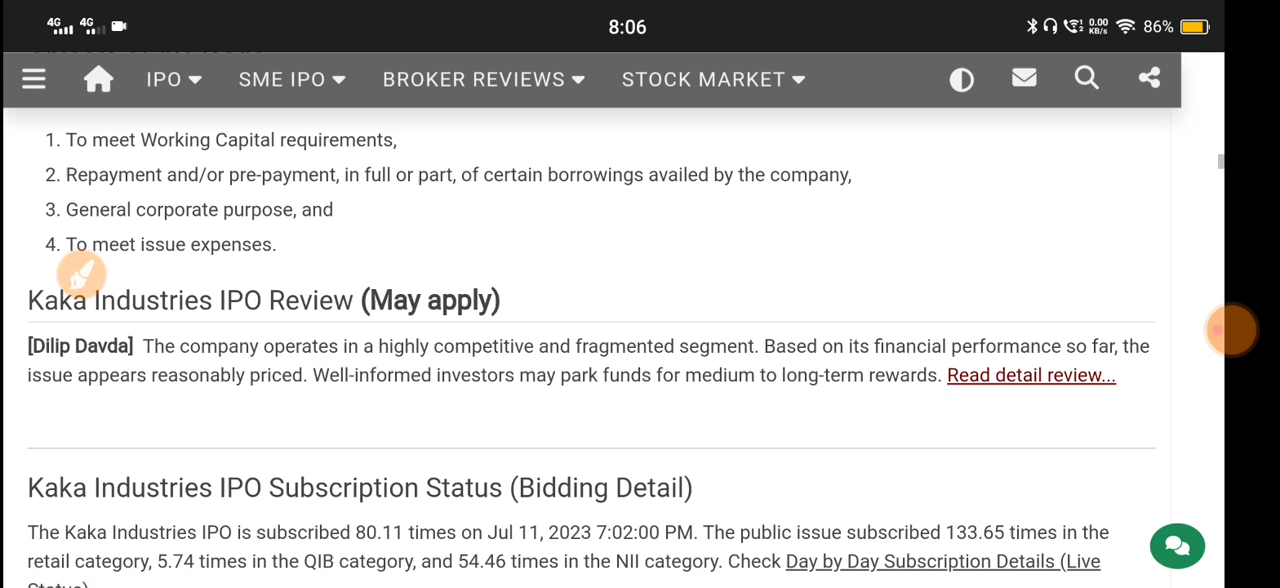 4G 4G 8:06 0.00 KB/s 86%
IPO SME IPO BROKER REVIEWS STOCK MARKET
1. To meet Working Capital requirements,
2. Repayment and/or pre-payment, in full or part, of certain borrowings availed by the company,
3. General corporate purpose, and
4. To meet issue expenses.
Kaka Industries IPO Review (May apply)
[Dilip Davda] The company operates in a highly competitive and fragmented segment. Based on its financial performance so far, the
issue appears reasonably priced. Well-informed investors may park funds for medium to long-term rewards. Read detail review...
Kaka Industries IPO Subscription Status (Bidding Detail)
The Kaka Industries IPO is subscribed 80.11 times on Jul 11, 2023 7:02:00 PM. The public issue subscribed 133.65 times in the
retail category, 5.74 times in the QIB category, and 54.46 times in the NII category. Check Day by Day Subscription Details (Live